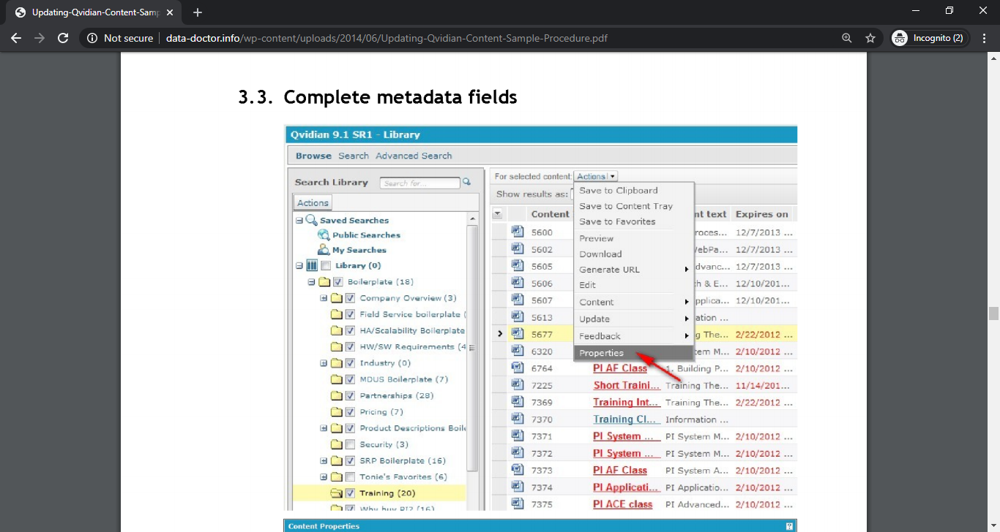 Updating-Qvidian-Content-Samp
Not secure
data-doctor.info/wp-content/uploads/2014/06/Updating-Qvidian-Content-Sample-Procedure.pdf
Incognito (2)
3.3. Complete metadata fields
Qvidian 9.1 SR1 - Library
Browse Search Advanced Search
Search Library
Search for...
Actions
Saved Searches
Public Searches
My Searches
Library (0)
Boilerplate (18)
Company Overview (3)
Field Service boilerplate (
HA/Scalability Boilerplate
HW/SW Requirements (4
Industry (0)
MDUS Boilerplate (7)
Partnerships (28)
Pricing (7)
Product Descriptions Boile
Security (3)
SRP Boilerplate (16)
Tonie's Favorites (6)
Training (20)
Why buy PI? (16)
For selected content: Actions
Show results as:
Save to Clipboard
Save to Content Tray
Save to Favorites
Preview
Download
Generate URL
Edit
Content
Update
Feedback
Properties
Content nt text Expires on
5600 roces... 12/7/2013 ...
5602 /ebPa... 12/7/2013 ...
5605 dvanc... 12/7/2013 ...
5606 h & E... 12/10/201...
5607 pplica... 12/10/201...
5613 ation ...
5677 g The... 2/22/2012 ...
6320 em M... 2/10/2012 ...
6764 PI AF Class 1. Building P... 2/10/2012 ...
7225 Short Traini... Training The... 11/14/201...
7369 Training Int... Training The... 2/22/2012 ...
7370 Training Cl... Information ...
7371 PI System ... PI System M... 2/10/2012 ...
7372 PI System ... PI System M... 2/10/2012 ...
7373 PI AF Class PI System A... 2/10/2012 ...
7374 PI Applicati... PI Applicatio... 2/10/2012 ...
7375 PI ACE class PI Advanced... 2/10/2012 ...
Content Properties ?